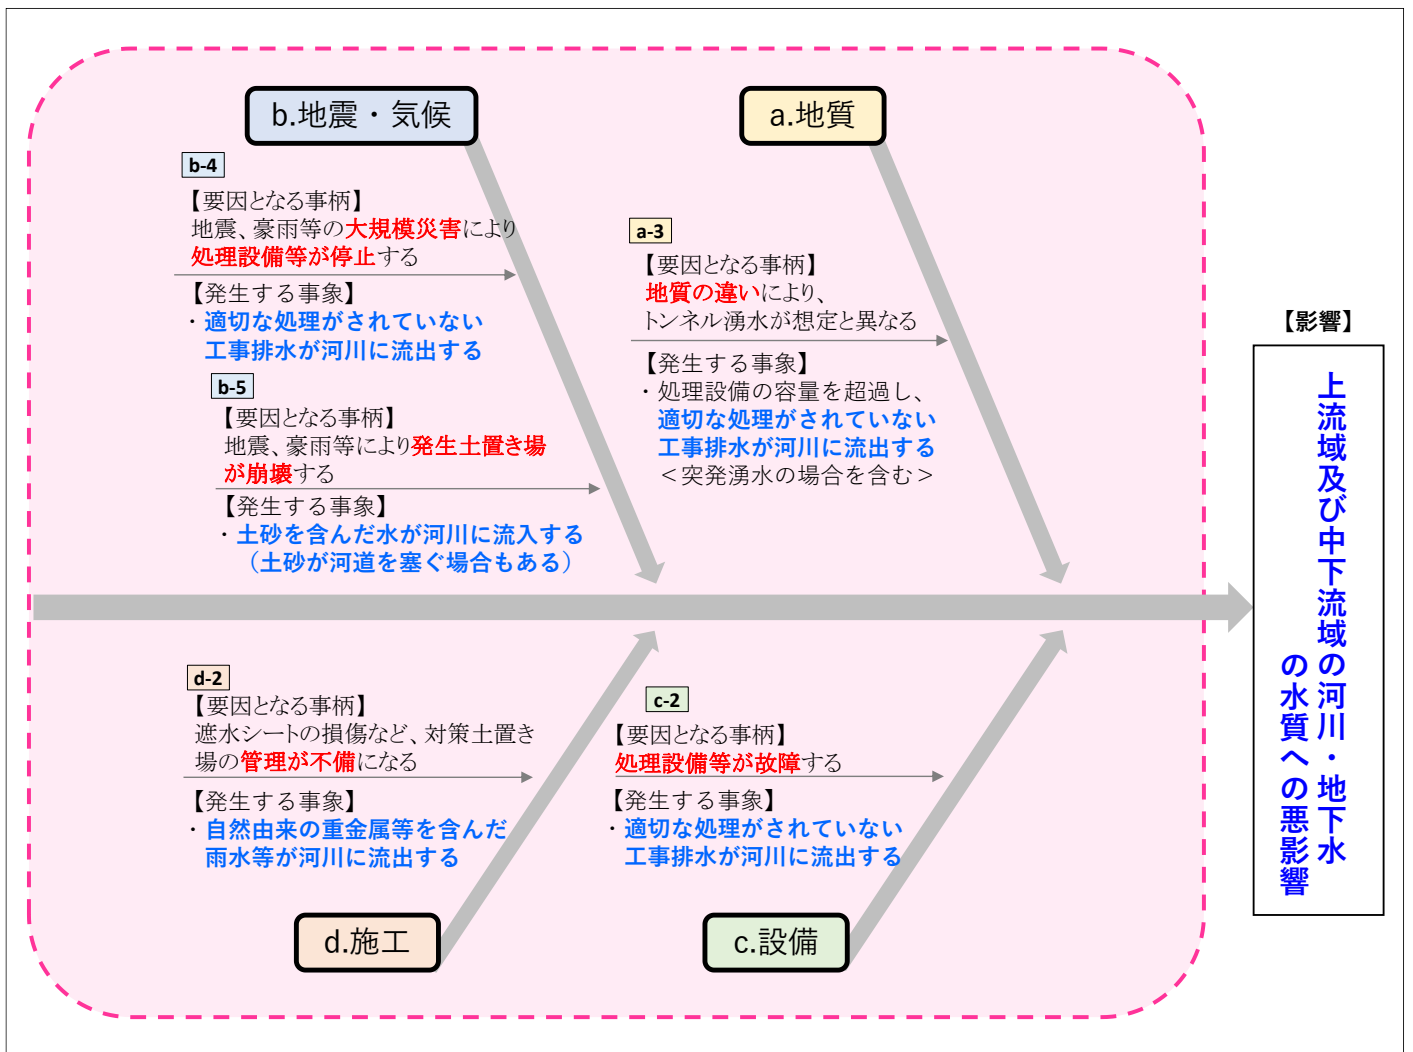 b.地震・気候
b-4
【要因となる事柄】
地震、豪雨等の大規模災害により
処理設備等が停止する
【発生する事象】
・適切な処理がされていない
工事排水が河川に流出する
b-5
【要因となる事柄】
地震、豪雨等により発生土置き場
が崩壊する
【発生する事象】
・土砂を含んだ水が河川に流入する
（土砂が河道を塞ぐ場合もある）
a.地質
a-3
【要因となる事柄】
地質の違いにより、
トンネル湧水が想定と異なる
【発生する事象】
・処理設備の容量を超過し、
適切な処理がされていない
工事排水が河川に流出する
＜突発湧水の場合を含む＞
d-2
【要因となる事柄】
遮水シートの損傷など、対策土置き
場の管理が不備になる
【発生する事象】
・自然由来の重金属等を含んだ
雨水等が河川に流出する
d.施工
c-2
【要因となる事柄】
処理設備等が故障する
【発生する事象】
・適切な処理がされていない
工事排水が河川に流出する
c.設備
【影響】
上流域及び中下流域の河川・地下水
の水質への悪影響